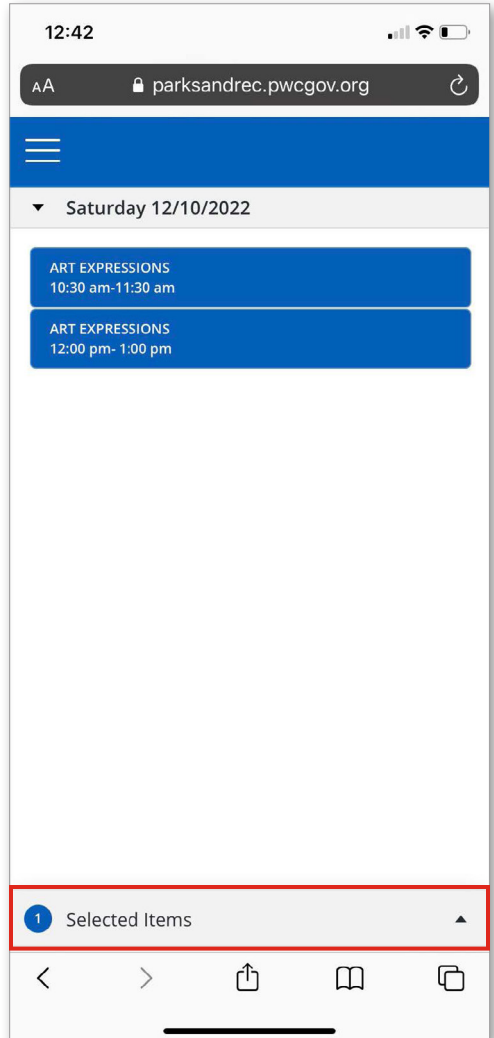 12:42
AA parksandrec.pwcgov.org
Saturday 12/10/2022
ART EXPRESSIONS
10:30 am-11:30 am
ART EXPRESSIONS
12:00 pm- 1:00 pm
1 Selected Items